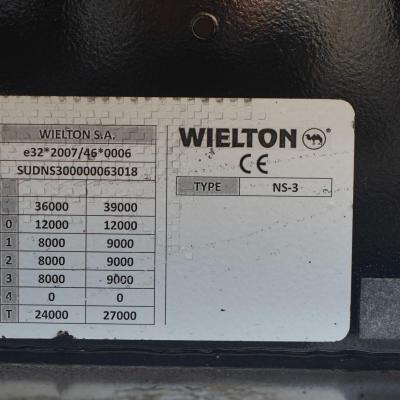 WIELTON S.A.
e32*2007/46*0006
SUDNS300000063018
36000 39000
0 12000 12000
1 8000 9000
2 8000 9000
3 8000 9000
4 0 0
T 24000 27000
WIELTON ®
CE
TYPE NS-3